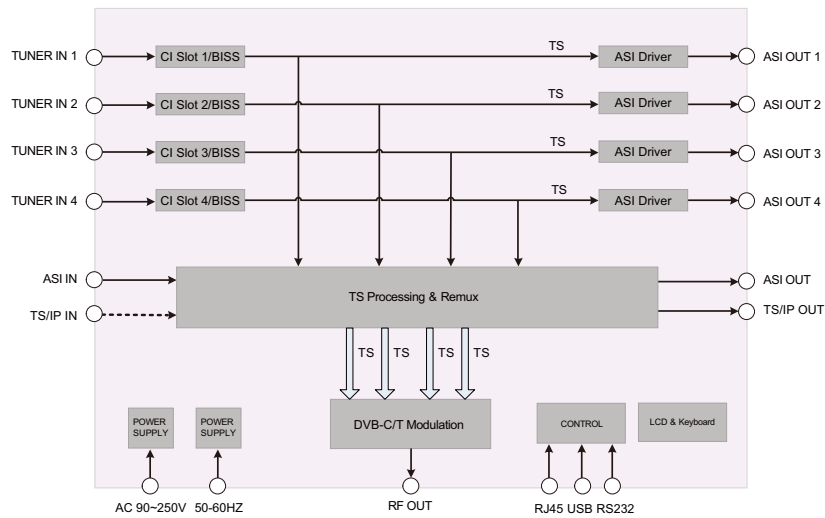 TUNER IN 1
CI Slot 1/BISS
TS
ASI Driver
ASI OUT 1
TUNER IN 2
CI Slot 2/BISS
TS
ASI Driver
ASI OUT 2
TUNER IN 3
CI Slot 3/BISS
TS
ASI Driver
ASI OUT 3
TUNER IN 4
CI Slot 4/BISS
TS
ASI Driver
ASI OUT 4
ASI IN
TS/IP IN
TS Processing & Remux
ASI OUT
TS/IP OUT
TS
TS
TS
TS
POWER
SUPPLY
POWER
SUPPLY
DVB-C/T Modulation
CONTROL
LCD & Keyboard
AC 90~250V
50-60HZ
RF OUT
RJ45 USB RS232